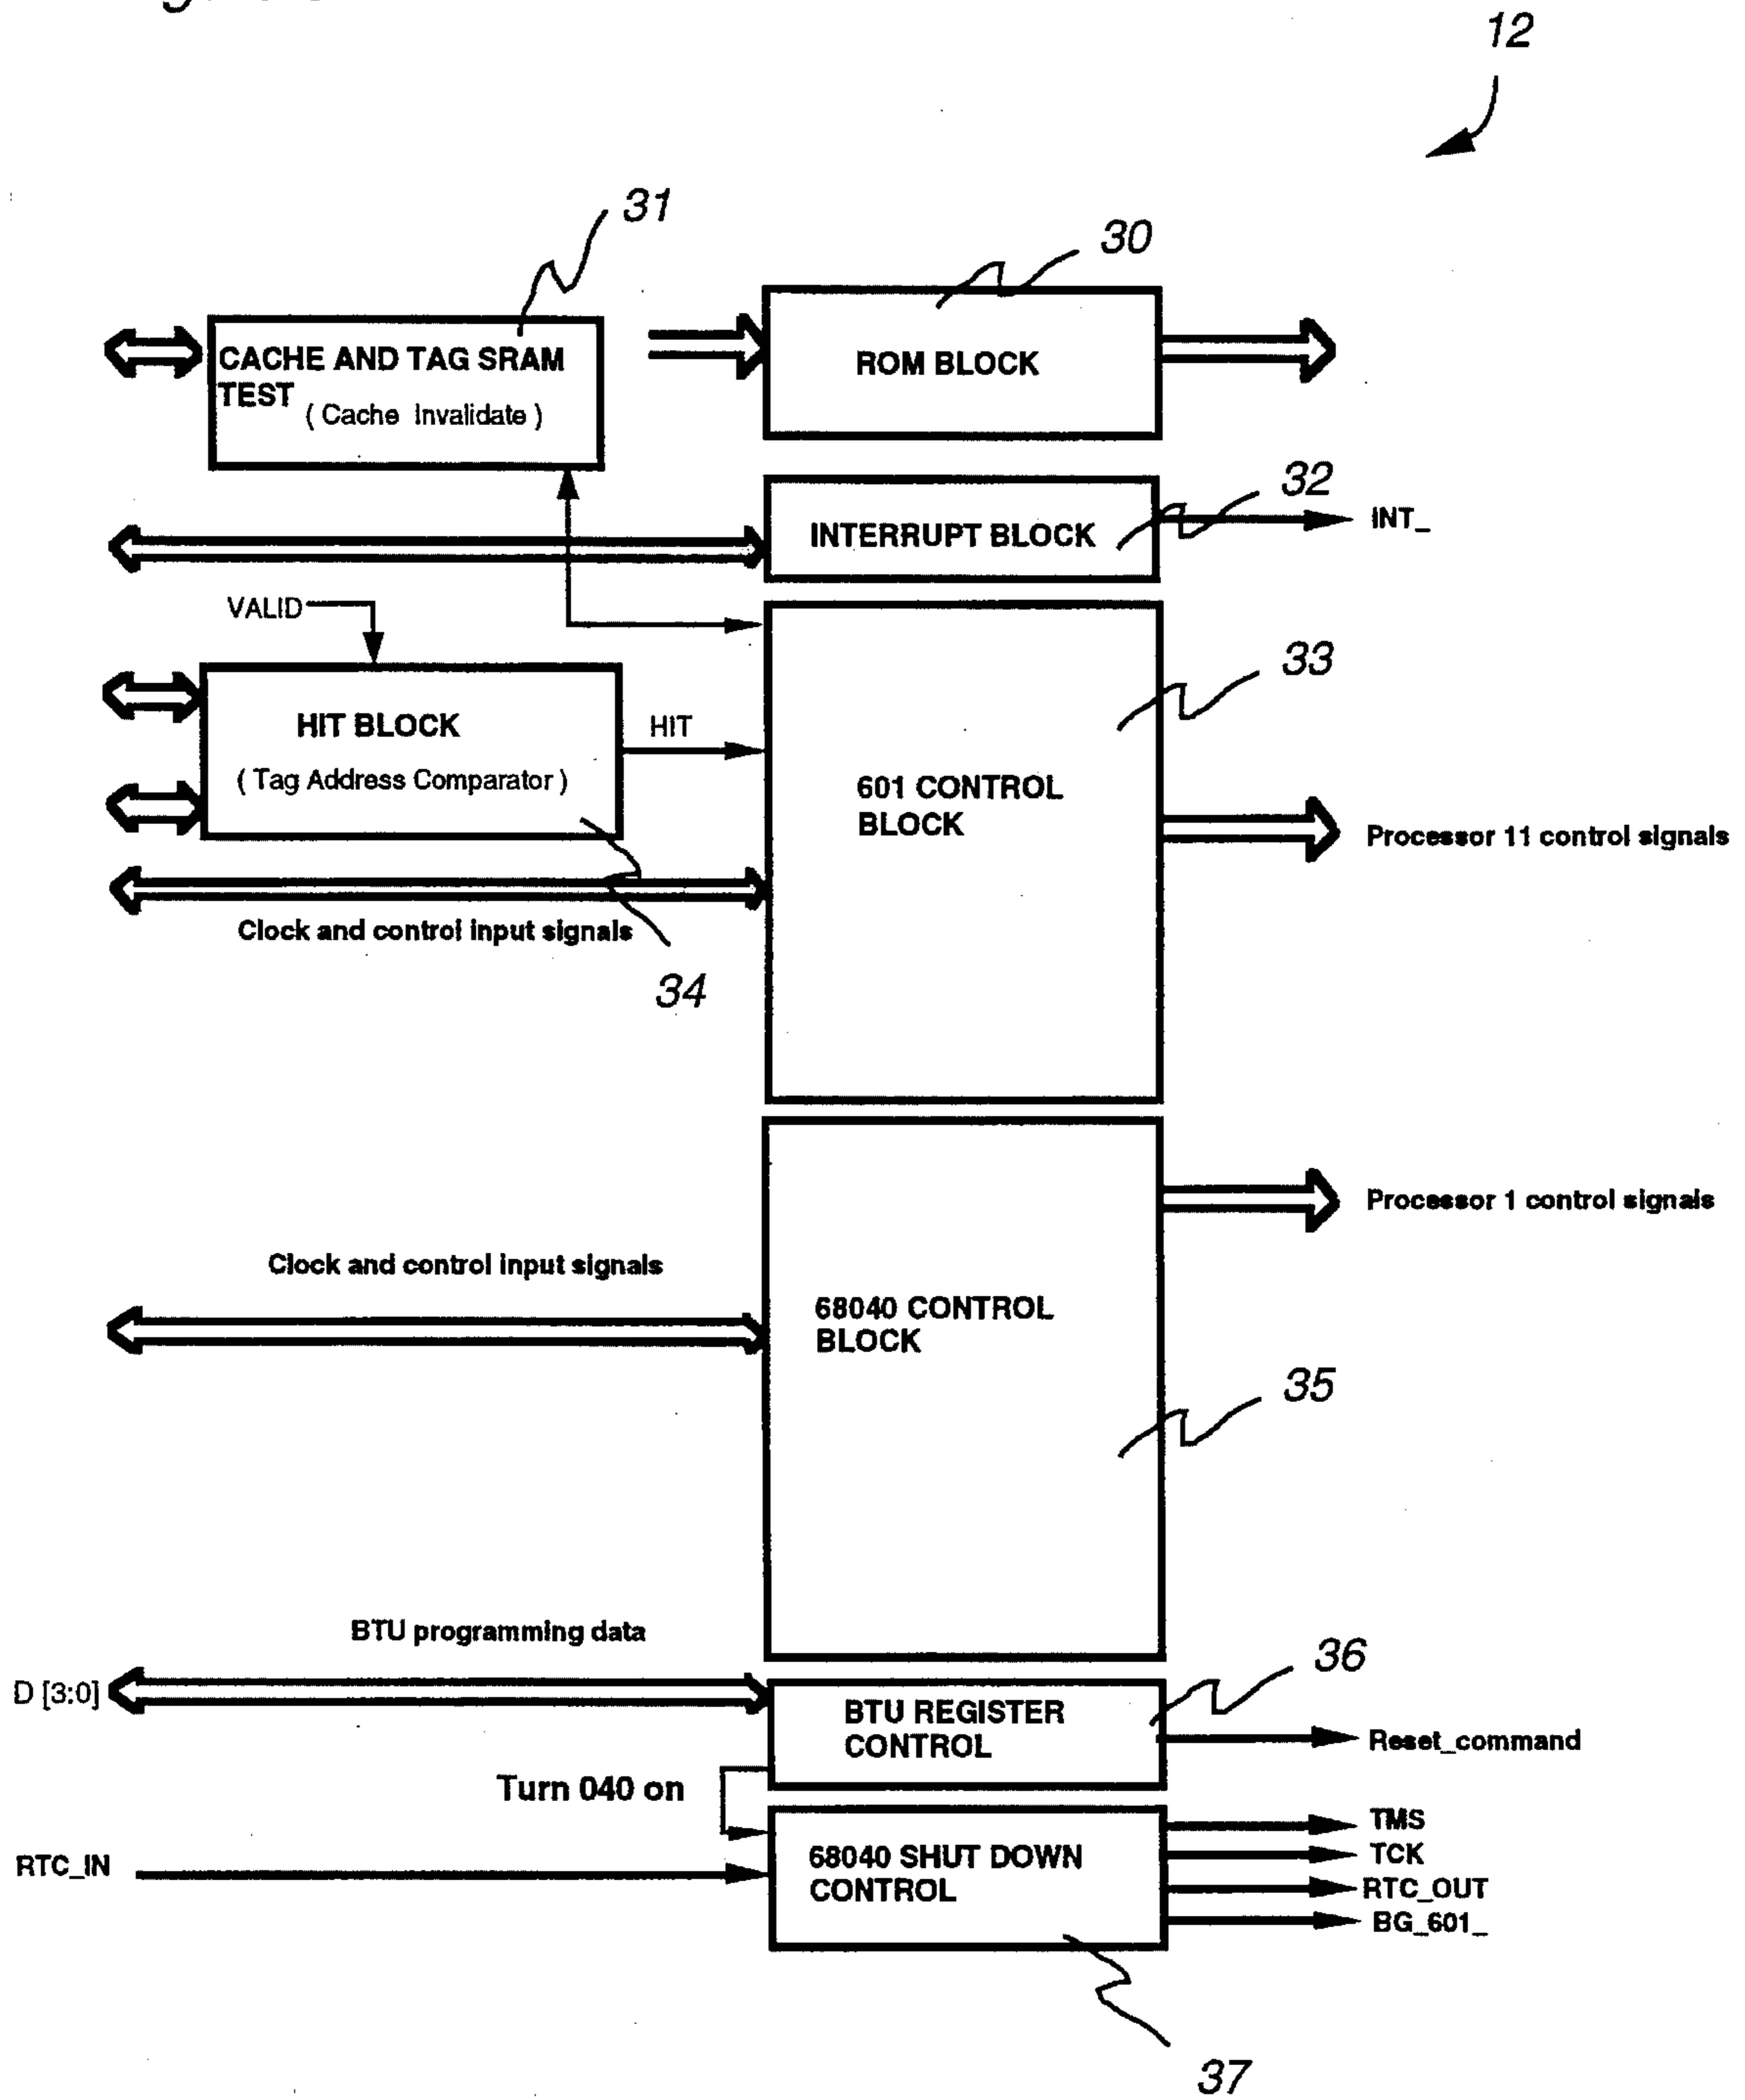 12
31
30
CACHE AND TAG SRAM
TEST
( Cache Invalidate )
ROM BLOCK
32
INTERRUPT BLOCK
INT_
VALID
33
HIT BLOCK
( Tag Address Comparator )
HIT
601 CONTROL
BLOCK
Processor 11 control signals
Clock and control input signals
34
Processor 1 control signals
Clock and control input signals
68040 CONTROL
BLOCK
35
BTU programming data
36
D [3:0]
BTU REGISTER
CONTROL
Reset_command
Turn 040 on
TMS
RTC_IN
68040 SHUT DOWN
CONTROL
TCK
RTC_OUT
BG_601_
37